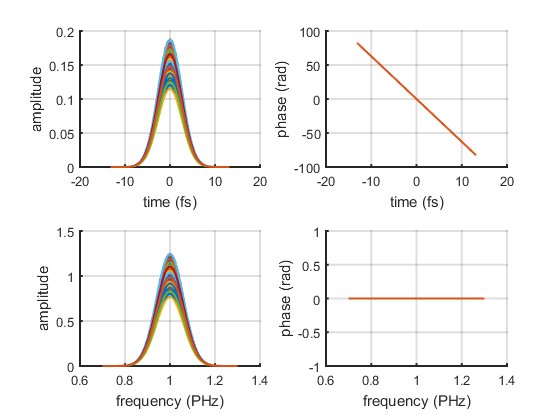 0.2
0.15
0.1
0.05
0
amplitude
-20 -10 0 10 20
time (fs)
100
50
0
-50
-100
phase (rad)
-20 -10 0 10 20
time (fs)
1.5
1
0.5
0
amplitude
0.6 0.8 1 1.2 1.4
frequency (PHz)
1
0.5
0
-0.5
-1
phase (rad)
0.6 0.8 1 1.2 1.4
frequency (PHz)